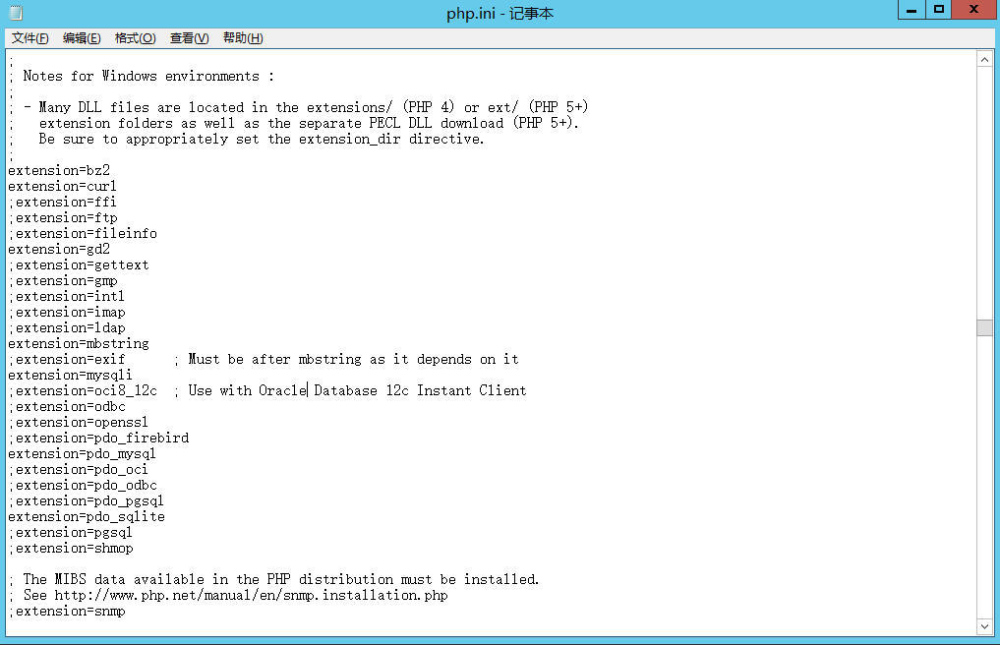 php.ini - 记事本
文件(F) 编辑(E) 格式(O) 查看(V) 帮助(H)
;
; Notes for Windows environments :
;
; - Many DLL files are located in the extensions/ (PHP 4) or ext/ (PHP 5+)
;   extension folders as well as the separate PECL DLL download (PHP 5+).
;   Be sure to appropriately set the extension_dir directive.
;
extension=bz2
extension=curl
;extension=ffi
;extension=ftp
;extension=fileinfo
extension=gd2
;extension=gettext
;extension=gmp
;extension=intl
;extension=imap
;extension=ldap
extension=mbstring
;extension=exif      ; Must be after mbstring as it depends on it
extension=mysqli
;extension=oci8_12c  ; Use with Oracle Database 12c Instant Client
;extension=odbc
;extension=openssl
;extension=pdo_firebird
extension=pdo_mysql
;extension=pdo_oci
;extension=pdo_odbc
;extension=pdo_pgsql
extension=pdo_sqlite
;extension=pgsql
;extension=shmop

; The MIBS data available in the PHP distribution must be installed.
; See http://www.php.net/manual/en/snmp.installation.php
;extension=snmp